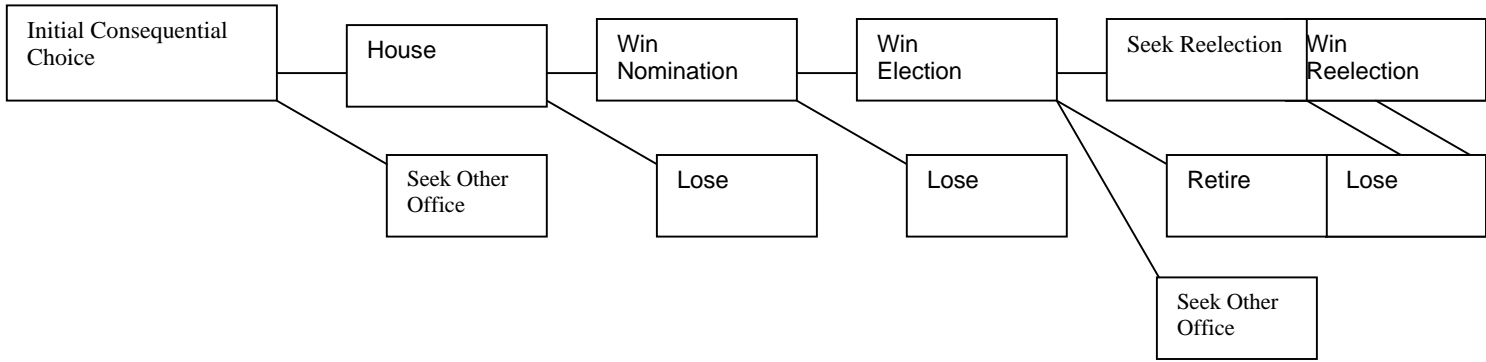 Initial Consequential
Choice
House
Win
Nomination
Win
Election
Seek Reelection
Win
Reelection
Seek Other
Office
Lose
Lose
Retire
Lose
Seek Other
Office